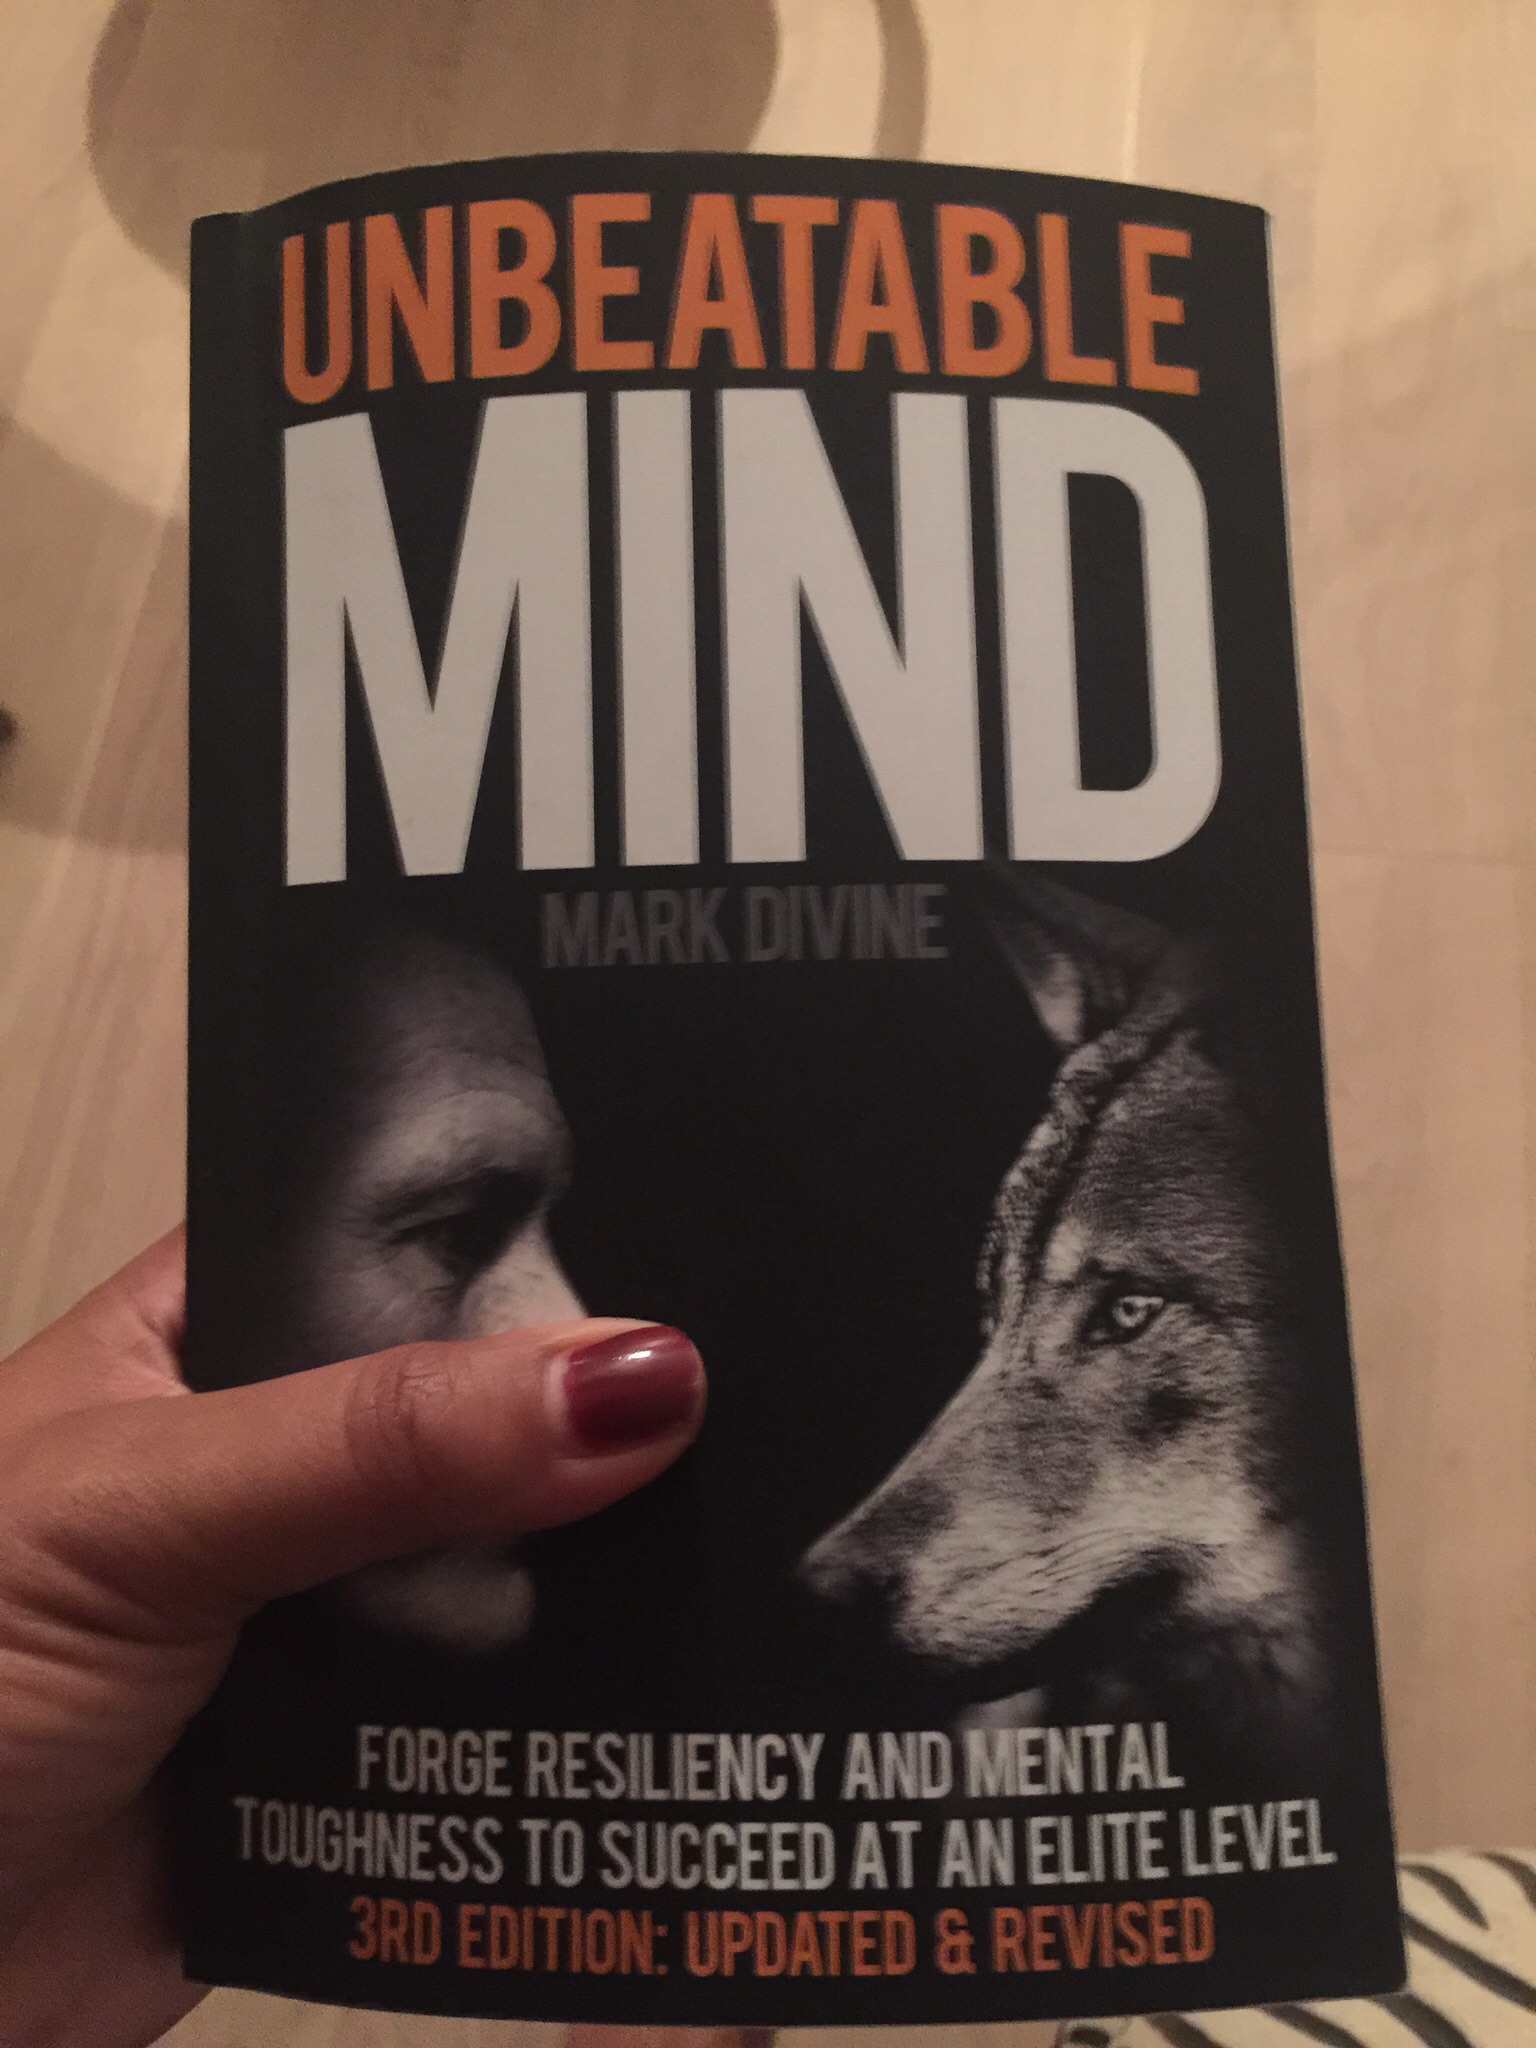 UNBEATABLE
MIND
MARK DIVINE
FORGE RESILIENCY AND MENTAL
TOUGHNESS TO SUCCEED AT AN ELITE LEVEL
3RD EDITION: UPDATED & REVISED